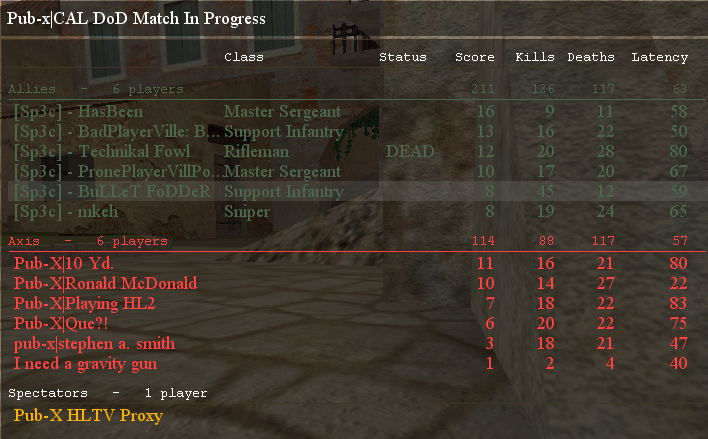 Pub-x|CAL DoD Match In Progress
Class Status Score Kills Deaths Latency
Allies - 6 players 211 126 117 63
[Sp3c] - HasBeen Master Sergeant 16 9 11 58
[Sp3c] - BadPlayerVille: B... Support Infantry 13 16 22 50
[Sp3c] - Technikal Fowl Rifleman DEAD 12 20 28 80
[Sp3c] - PronePlayerVillPo... Master Sergeant 10 17 20 67
[Sp3c] - BuLLeT FoDDeR Support Infantry 8 45 12 59
[Sp3c] - mkeh Sniper 8 19 24 65
Axis - 6 players 114 88 117 57
Pub-X|10 Yd. 11 16 21 80
Pub-X|Ronald McDonald 10 14 27 22
Pub-X|Playing HL2 7 18 22 83
Pub-X|Que?! 6 20 22 75
pub-x|stephen a. smith 3 18 21 47
I need a gravity gun 1 2 4 40
Spectators - 1 player
Pub-X HLTV Proxy